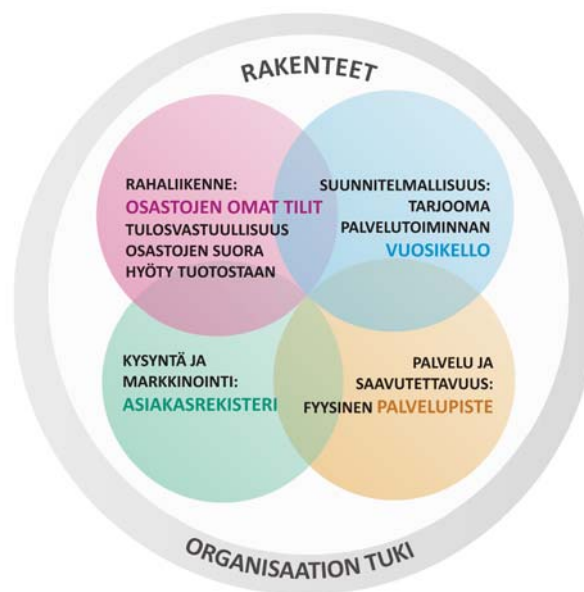 RAKENTEET
RAHALIIKENNE:
OSASTOJEN OMAT TILIT
TULOSVASTUULLISUUS
OSASTOJEN SUORA
HYÖTY TUOTOSTAAN
SUUNNITELMALLISUUS:
TARJOOMA
PALVELUTOIMINNAN
VUOSIKELLO
KYSYNTÄ JA
MARKKINOINTI:
ASIAKASREKISTERI
PALVELU JA
SAAVUTETTAVUUS:
FYYSINEN PALVELUPISTE
ORGANISAATION TUKI